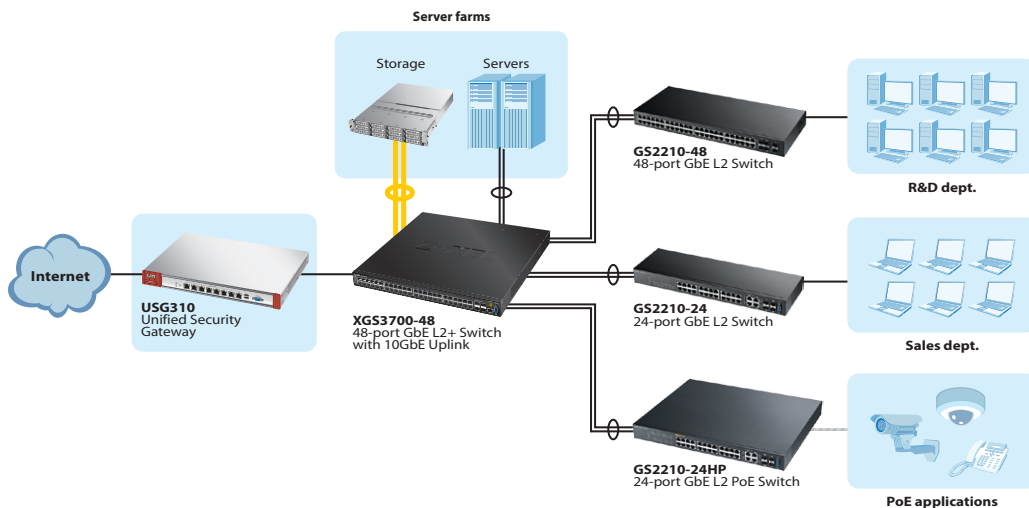 Server farms
Storage
Servers
GS2210-48
48-port GbE L2 Switch
R&D dept.
Internet
USG310
Unified Security
Gateway
XGS3700-48
48-port GbE L2+ Switch
with 10GbE Uplink
GS2210-24
24-port GbE L2 Switch
Sales dept.
GS2210-24HP
24-port GbE L2 PoE Switch
PoE applications